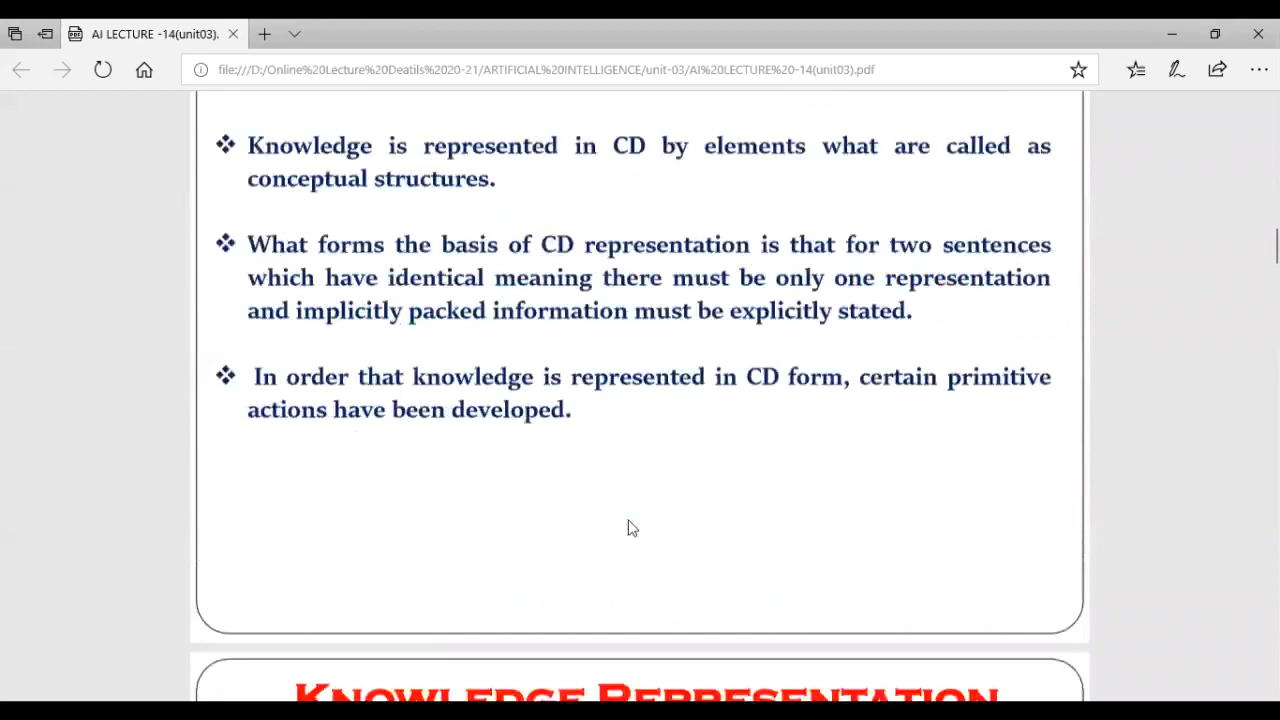 AI LECTURE -14(unit03).
file:///D:/Online%20Lecture%20Deatils%2020-21/ARTIFICIAL%20INTELLIGENCE/unit-03/AI%20LECTURE%20-14(unit03).pdf
❖ Knowledge is represented in CD by elements what are called as
conceptual structures.
❖ What forms the basis of CD representation is that for two sentences
which have identical meaning there must be only one representation
and implicitly packed information must be explicitly stated.
❖ In order that knowledge is represented in CD form, certain primitive
actions have been developed.
KNOWLEDGE REPRESENTATION